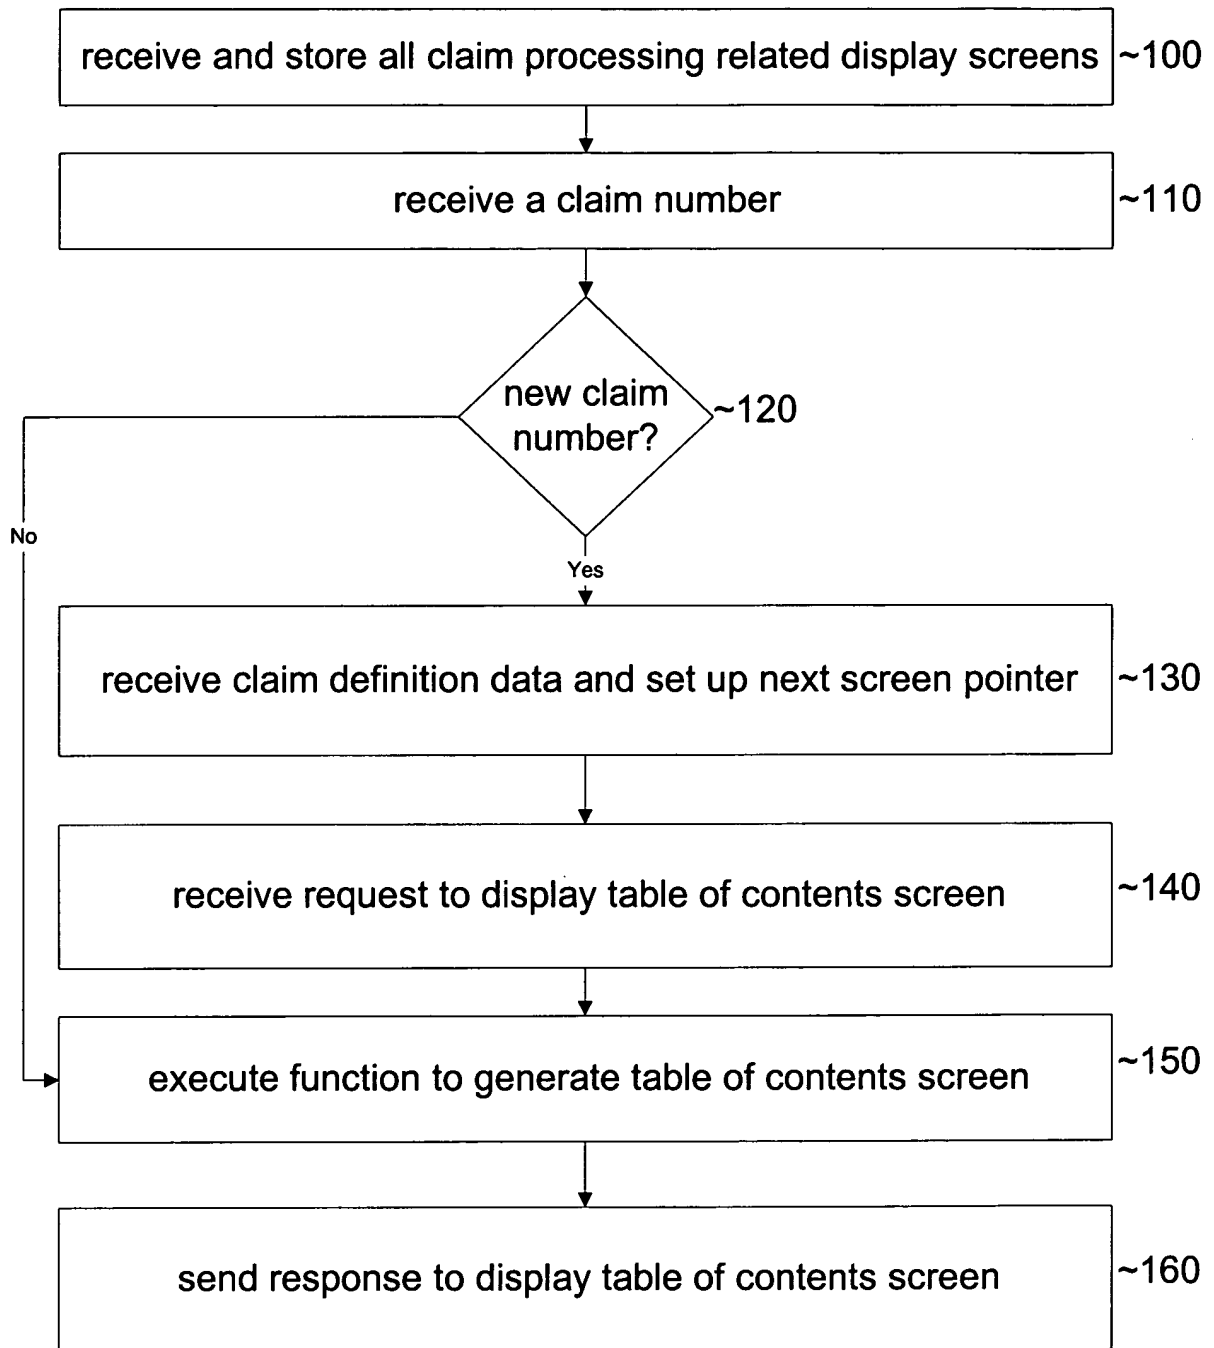 receive and store all claim processing related display screens ~100
receive a claim number ~110
new claim
number?
~120
No
Yes
receive claim definition data and set up next screen pointer ~130
receive request to display table of contents screen ~140
execute function to generate table of contents screen ~150
send response to display table of contents screen ~160